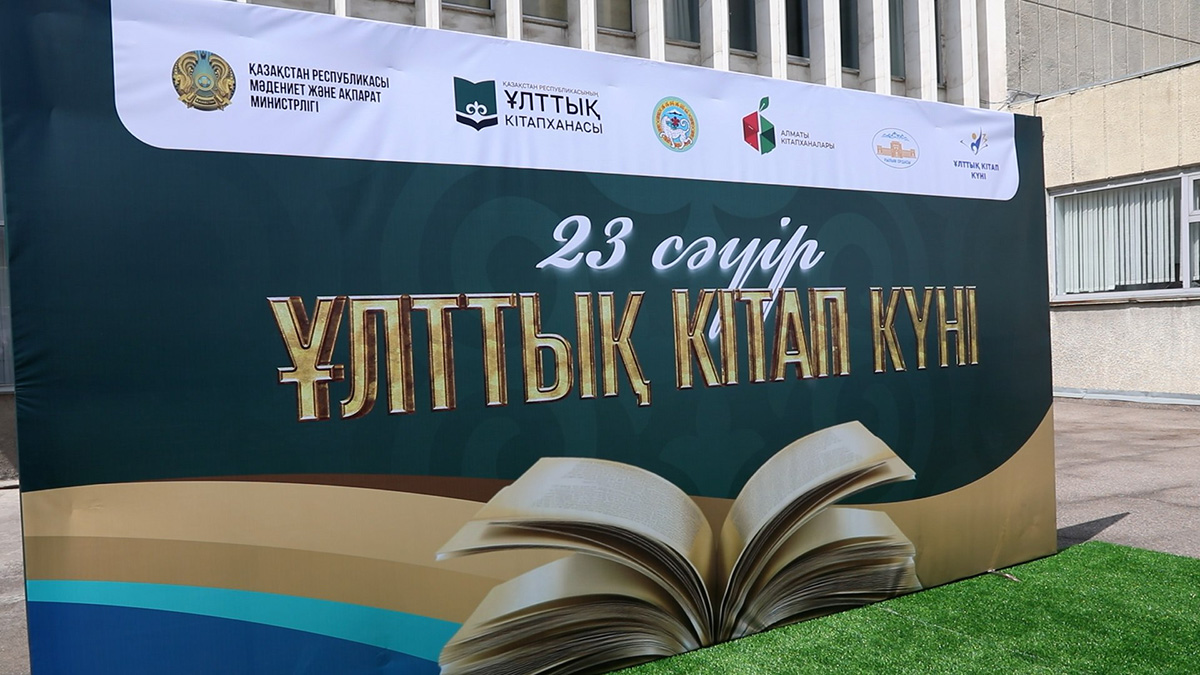 ҚАЗАҚСТАН РЕСПУБЛИКАСЫ
МӘДЕНИЕТ ЖӘНЕ АҚПАРАТ
МИНИСТРЛІГІ
ҚАЗАҚСТАН РЕСПУБЛИКАСЫНЫҢ
ҰЛТТЫҚ
КІТАПХАНАСЫ
АЛМАТЫ
КІТАПХАНАЛАРЫ
ҰЛТТЫҚ КІТАП
КҮНІ
23 сәуір
ҰЛТТЫҚ КІТАП КҮНІ